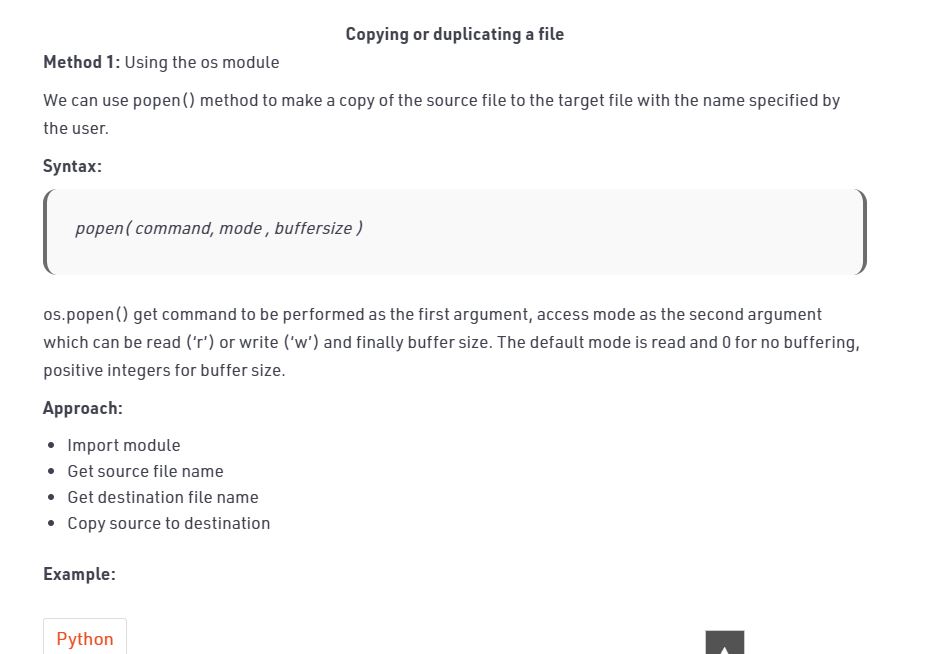 Copying or duplicating a file
Method 1: Using the os module
We can use popen() method to make a copy of the source file to the target file with the name specified by
the user.
Syntax:
popen( command, mode , buffersize )
os.popen() get command to be performed as the first argument, access mode as the second argument
which can be read (‘r’) or write (‘w’) and finally buffer size. The default mode is read and 0 for no buffering,
positive integers for buffer size.
Approach:
• Import module
• Get source file name
• Get destination file name
• Copy source to destination
Example:
Python